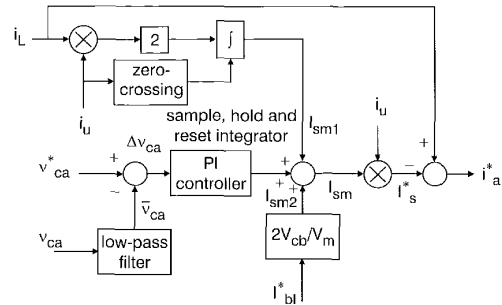 i_L
2
∫
zero-
crossing
i_u
sample, hold and
reset integrator
I_sm1
i_u
Δv_ca
v*_ca
+
−
PI
controller
+
+
+
I_sm2
I_sm
−
+
I*_s
i*_a
v̄_ca
v_ca
low-pass
filter
2V_cb/V_m
I*_bl